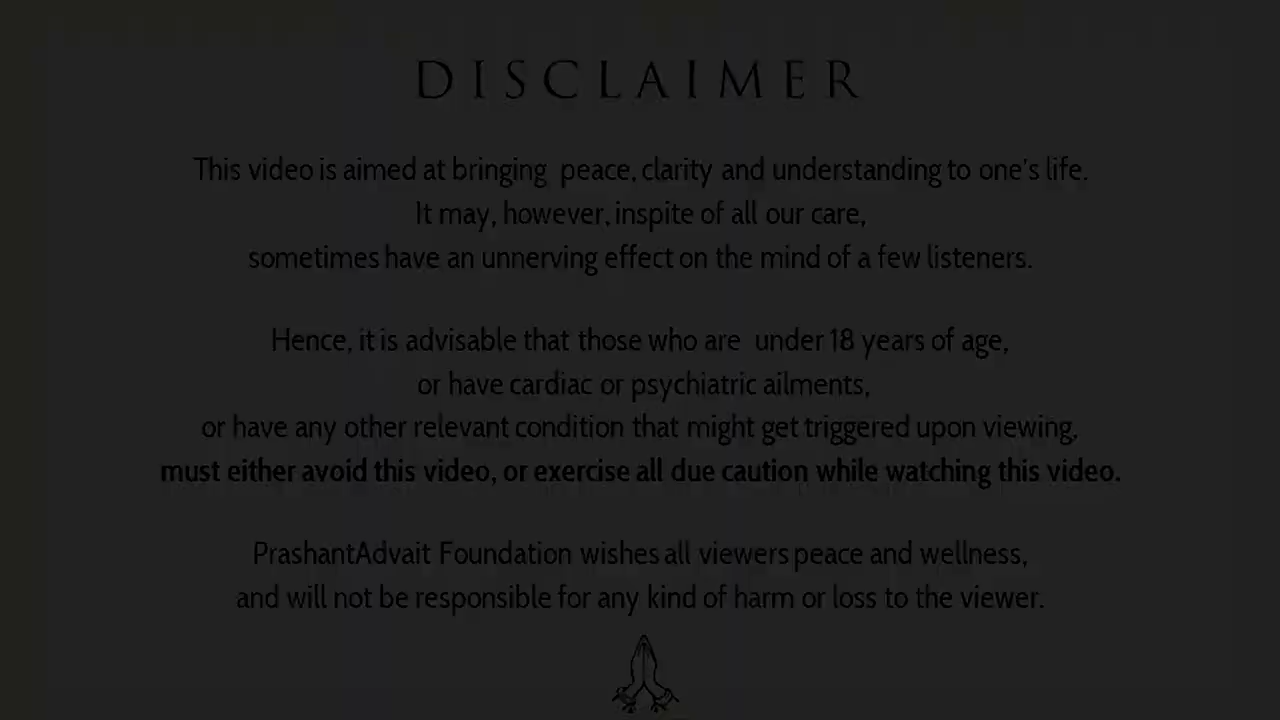 DISCLAIMER
This video is aimed at bringing peace, clarity and understanding to one's life.
It may, however, inspite of all our care,
sometimes have an unnerving effect on the mind of a few listeners.
Hence, it is advisable that those who are under 18 years of age,
or have cardiac or psychiatric ailments,
or have any other relevant condition that might get triggered upon viewing,
must either avoid this video, or exercise all due caution while watching this video.
PrashantAdvait Foundation wishes all viewers peace and wellness,
and will not be responsible for any kind of harm or loss to the viewer.